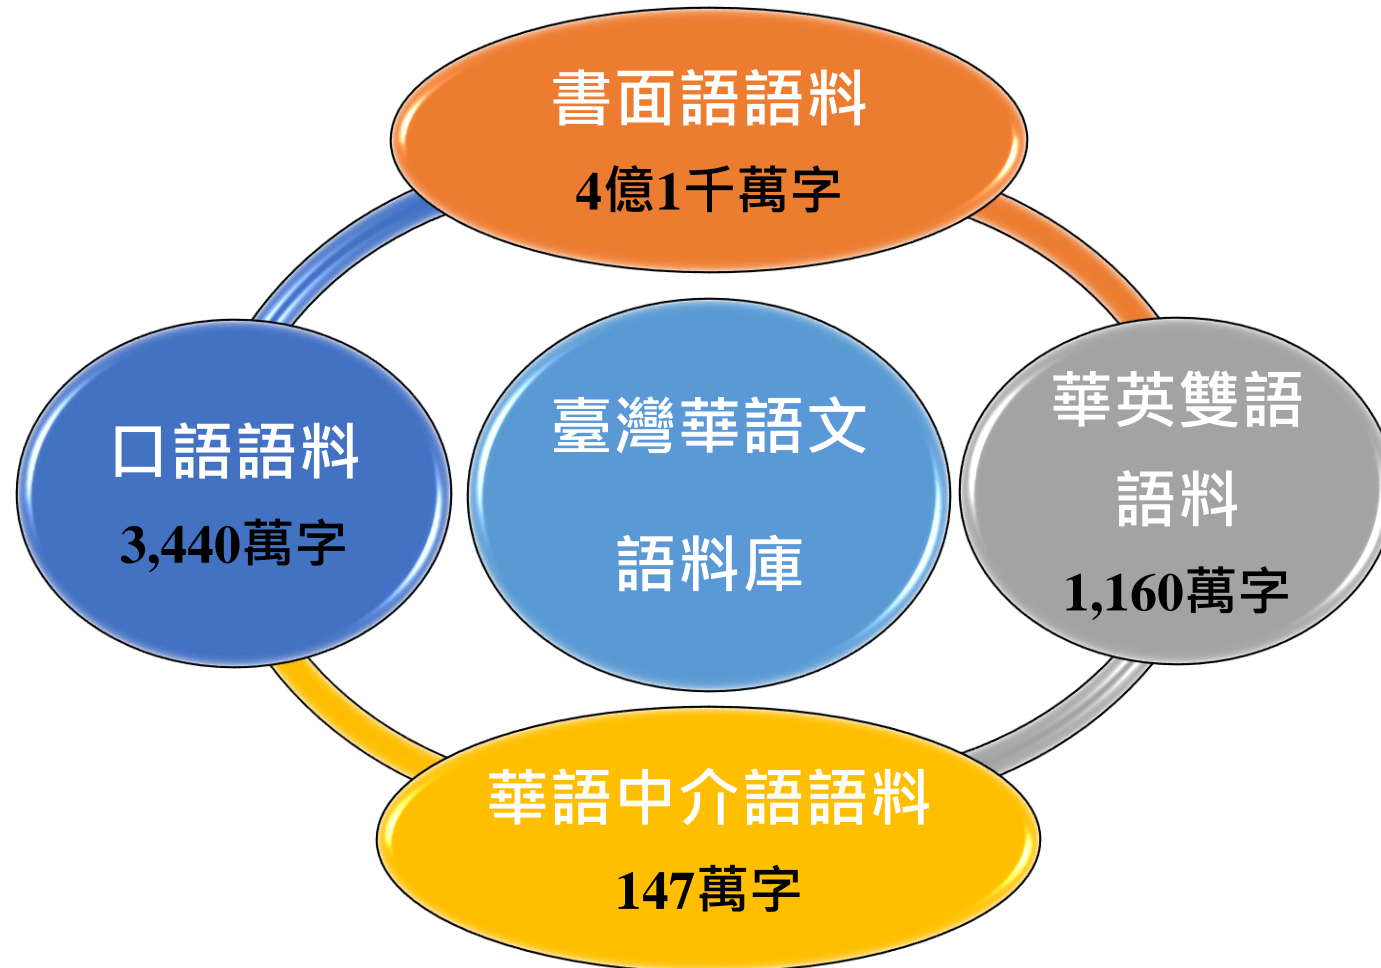 書面語語料
4億1千萬字
口語語料
3,440萬字
臺灣華語文
語料庫
華英雙語
語料
1,160萬字
華語中介語語料
147萬字